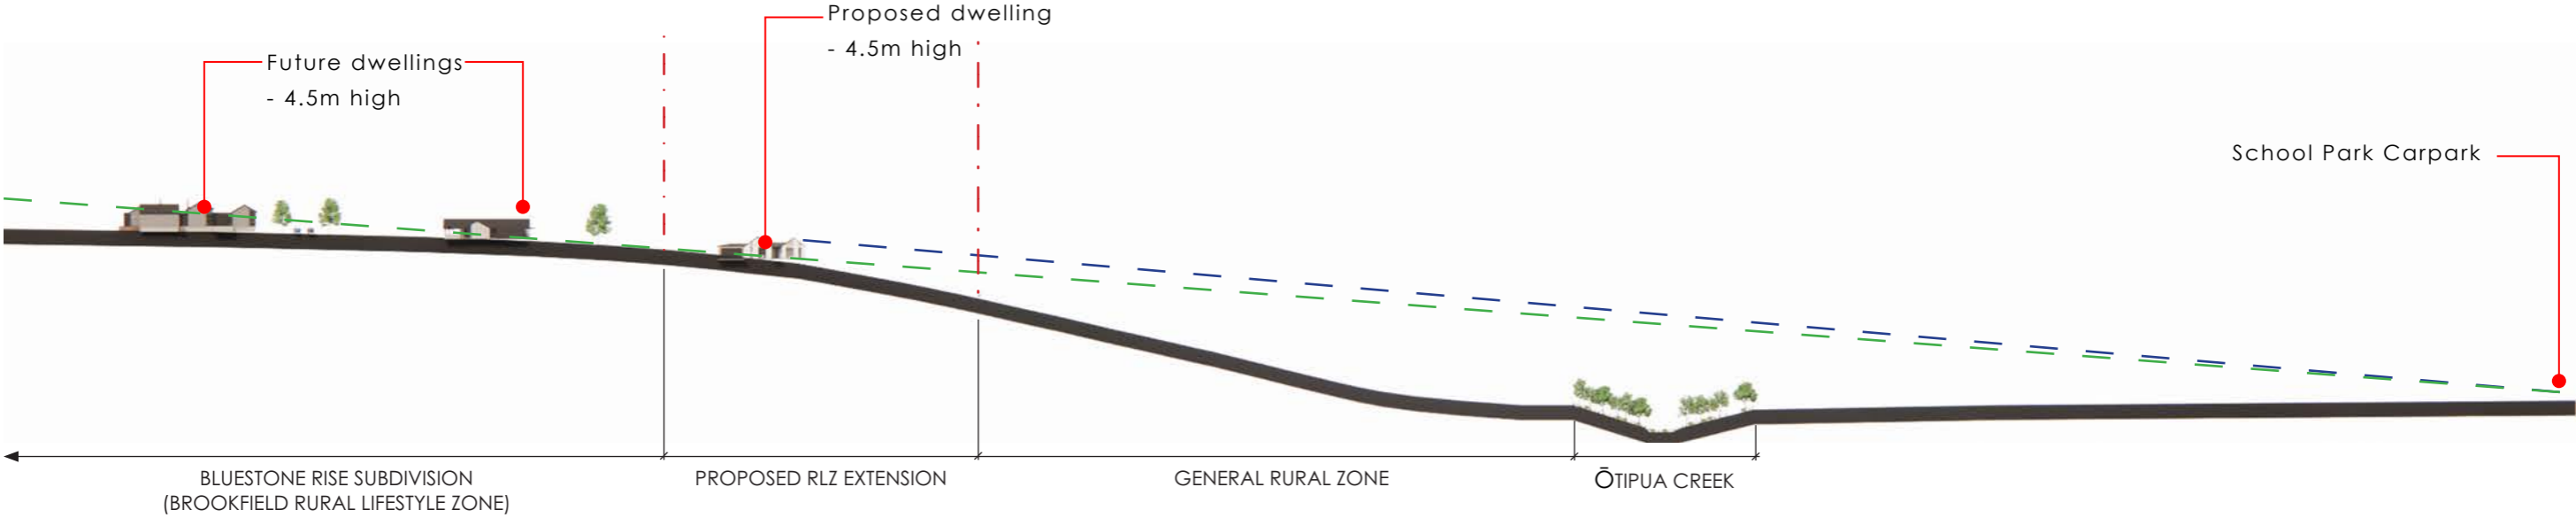 Proposed dwelling
- 4.5m high
Future dwellings
- 4.5m high
School Park Carpark
BLUESTONE RISE SUBDIVISION
(BROOKFIELD RURAL LIFESTYLE ZONE)
PROPOSED RLZ EXTENSION
GENERAL RURAL ZONE
ŌTIPUA CREEK